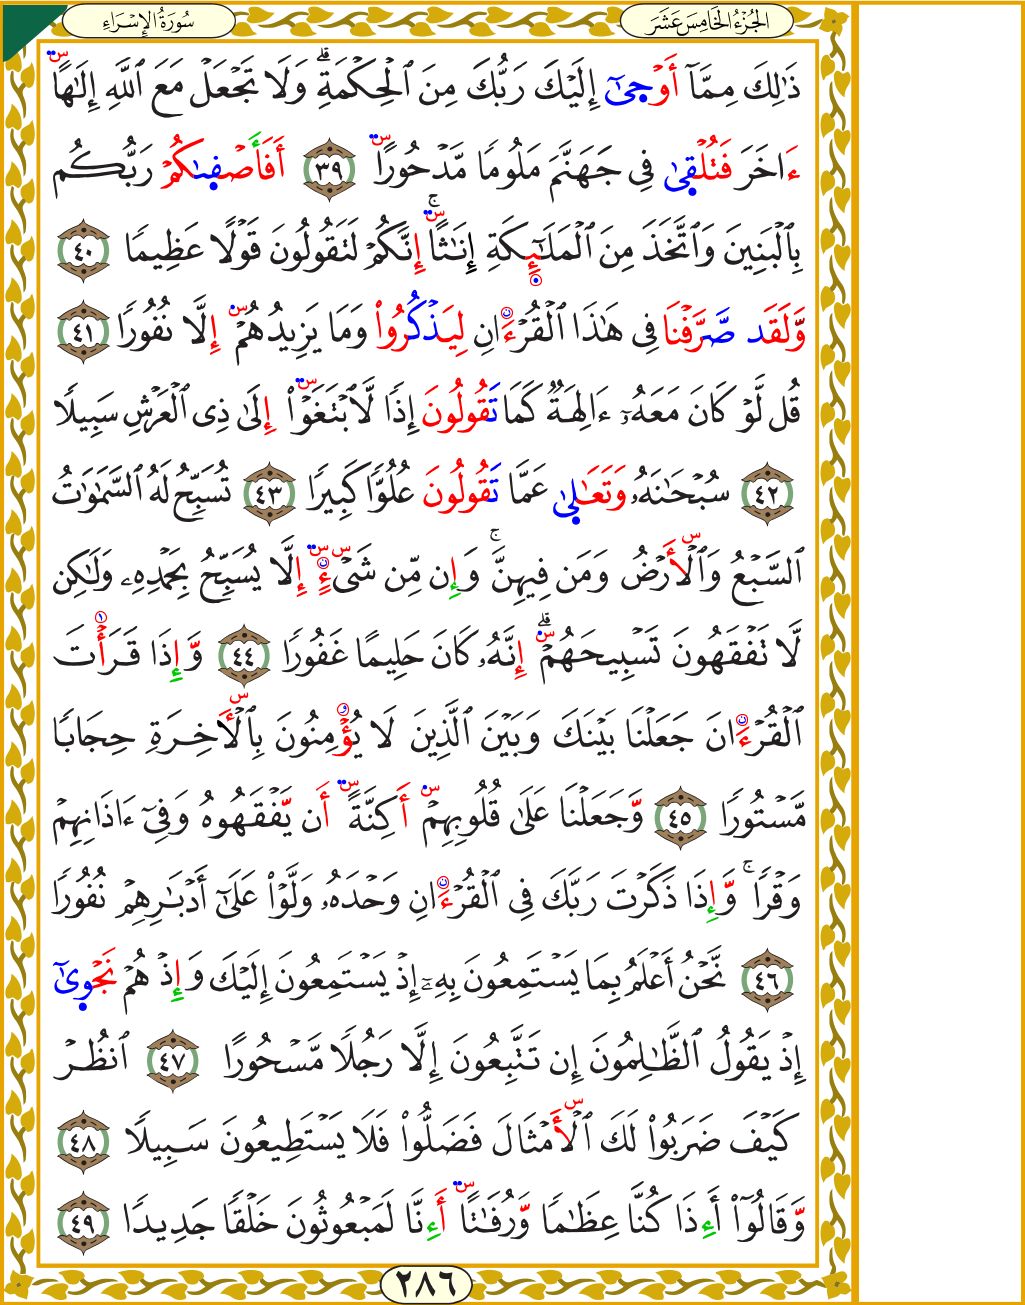 الجُزْءُ الخَامِسَ عَشَرَ
سُورَةُ الإِسْرَاءِ
ذَٰلِكَ مِمَّآ أَوْحَىٰٓ إِلَيْكَ رَبُّكَ مِنَ ٱلْحِكْمَةِۗ وَلَا تَجْعَلْ مَعَ ٱللَّهِ إِلَٰهًا
ءَاخَرَ فَتُلْقَىٰ فِى جَهَنَّمَ مَلُومًا مَّدْحُورًا ٣٩ أَفَأَصْفَىٰكُمْ رَبُّكُم
بِٱلْبَنِينَ وَٱتَّخَذَ مِنَ ٱلْمَلَٰٓئِكَةِ إِنَٰثًاۚ إِنَّكُمْ لَتَقُولُونَ قَوْلًا عَظِيمًا ٤٠
وَّلَقَد صَّرَّفْنَا فِى هَٰذَا ٱلْقُرْءَانِ لِيَذْكُرُوا۟ وَمَا يَزِيدُهُمْ إِلَّا نُفُورًا ٤١
قُل لَّوْ كَانَ مَعَهُۥٓ ءَالِهَةٌ كَمَا تَقُولُونَ إِذًا لَّٱبْتَغَوْا۟ إِلَىٰ ذِى ٱلْعَرْشِ سَبِيلًا
٤٢ سُبْحَانَهُۥ وَتَعَٰلَىٰ عَمَّا تَقُولُونَ عُلُوًّا كَبِيرًا ٤٣ تُسَبِّحُ لَهُ ٱلسَّمَٰوَٰتُ
ٱلسَّبْعُ وَٱلْأَرْضُ وَمَن فِيهِنَّۚ وَإِن مِّن شَىْءٍ إِلَّا يُسَبِّحُ بِحَمْدِهِۦ وَلَٰكِن
لَّا تَفْقَهُونَ تَسْبِيحَهُمْۗ إِنَّهُۥ كَانَ حَلِيمًا غَفُورًا ٤٤ وَّإِذَا قَرَأْتَ
ٱلْقُرْءَانَ جَعَلْنَا بَيْنَكَ وَبَيْنَ ٱلَّذِينَ لَا يُؤْمِنُونَ بِٱلْأَخِرَةِ حِجَابًا
مَّسْتُورًا ٤٥ وَّجَعَلْنَا عَلَىٰ قُلُوبِهِمْ أَكِنَّةً أَن يَّفْقَهُوهُ وَفِىٓ ءَاذَانِهِمْ
وَقْرًاۚ وَّإِذَا ذَكَرْتَ رَبَّكَ فِى ٱلْقُرْءَانِ وَحْدَهُۥ وَلَّوْا۟ عَلَىٰٓ أَدْبَٰرِهِمْ نُفُورًا
٤٦ نَّحْنُ أَعْلَمُ بِمَا يَسْتَمِعُونَ بِهِۦٓ إِذْ يَسْتَمِعُونَ إِلَيْكَ وَإِذْ هُمْ نَجْوَىٰٓ
إِذْ يَقُولُ ٱلظَّٰلِمُونَ إِن تَتَّبِعُونَ إِلَّا رَجُلًا مَّسْحُورًا ٤٧ ٱنظُرْ
كَيْفَ ضَرَبُوا۟ لَكَ ٱلْأَمْثَالَ فَضَلُّوا۟ فَلَا يَسْتَطِيعُونَ سَبِيلًا ٤٨
وَّقَالُوٓا۟ أَءِذَا كُنَّا عِظَٰمًا وَّرُفَٰتًا أَءِنَّا لَمَبْعُوثُونَ خَلْقًا جَدِيدًا ٤٩
٢٨٦